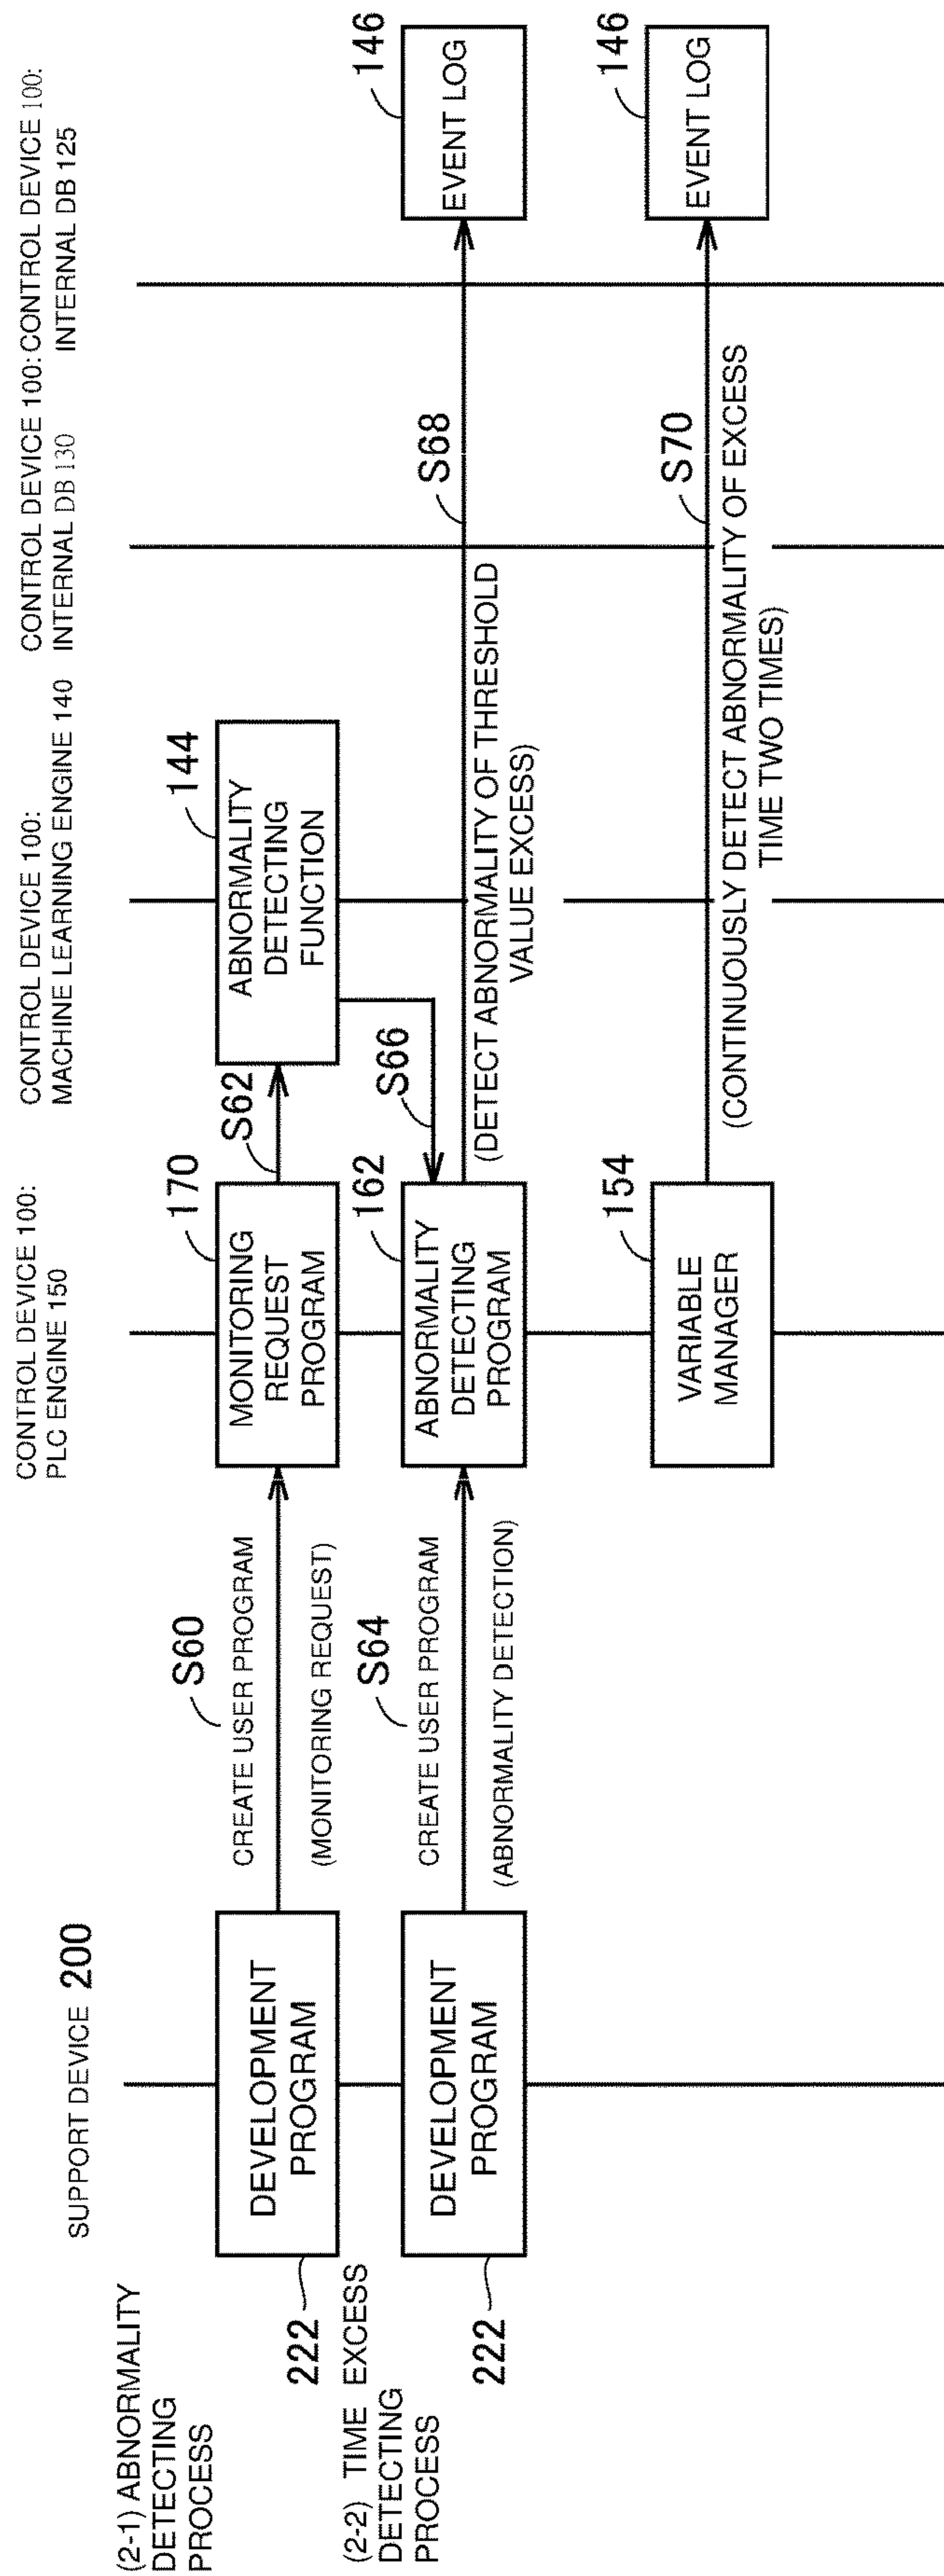 SUPPORT DEVICE 200
CONTROL DEVICE 100:
PLC ENGINE 150
CONTROL DEVICE 100:
MACHINE LEARNING ENGINE 140
CONTROL DEVICE 100:
INTERNAL DB 130
CONTROL DEVICE 100:
INTERNAL DB 125
(2-1) ABNORMALITY
DETECTING
PROCESS
222
DEVELOPMENT
PROGRAM
S60
CREATE USER PROGRAM
(MONITORING REQUEST)
170
MONITORING
REQUEST
PROGRAM
S62
144
ABNORMALITY
DETECTING
FUNCTION
(2-2) TIME EXCESS
DETECTING
PROCESS
222
DEVELOPMENT
PROGRAM
S64
CREATE USER PROGRAM
(ABNORMALITY DETECTION)
162
ABNORMALITY
DETECTING
PROGRAM
S66
S68
(DETECT ABNORMALITY OF THRESHOLD
VALUE EXCESS)
146
EVENT LOG
154
VARIABLE
MANAGER
S70
(CONTINUOUSLY DETECT ABNORMALITY OF EXCESS
TIME TWO TIMES)
146
EVENT LOG